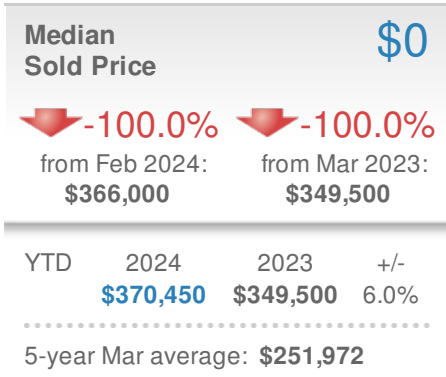 Median
Sold Price
$0
-100.0%
from Feb 2024:
$366,000
-100.0%
from Mar 2023:
$349,500
YTD 2024 2023 +/-
$370,450 $349,500 6.0%
5-year Mar average: $251,972